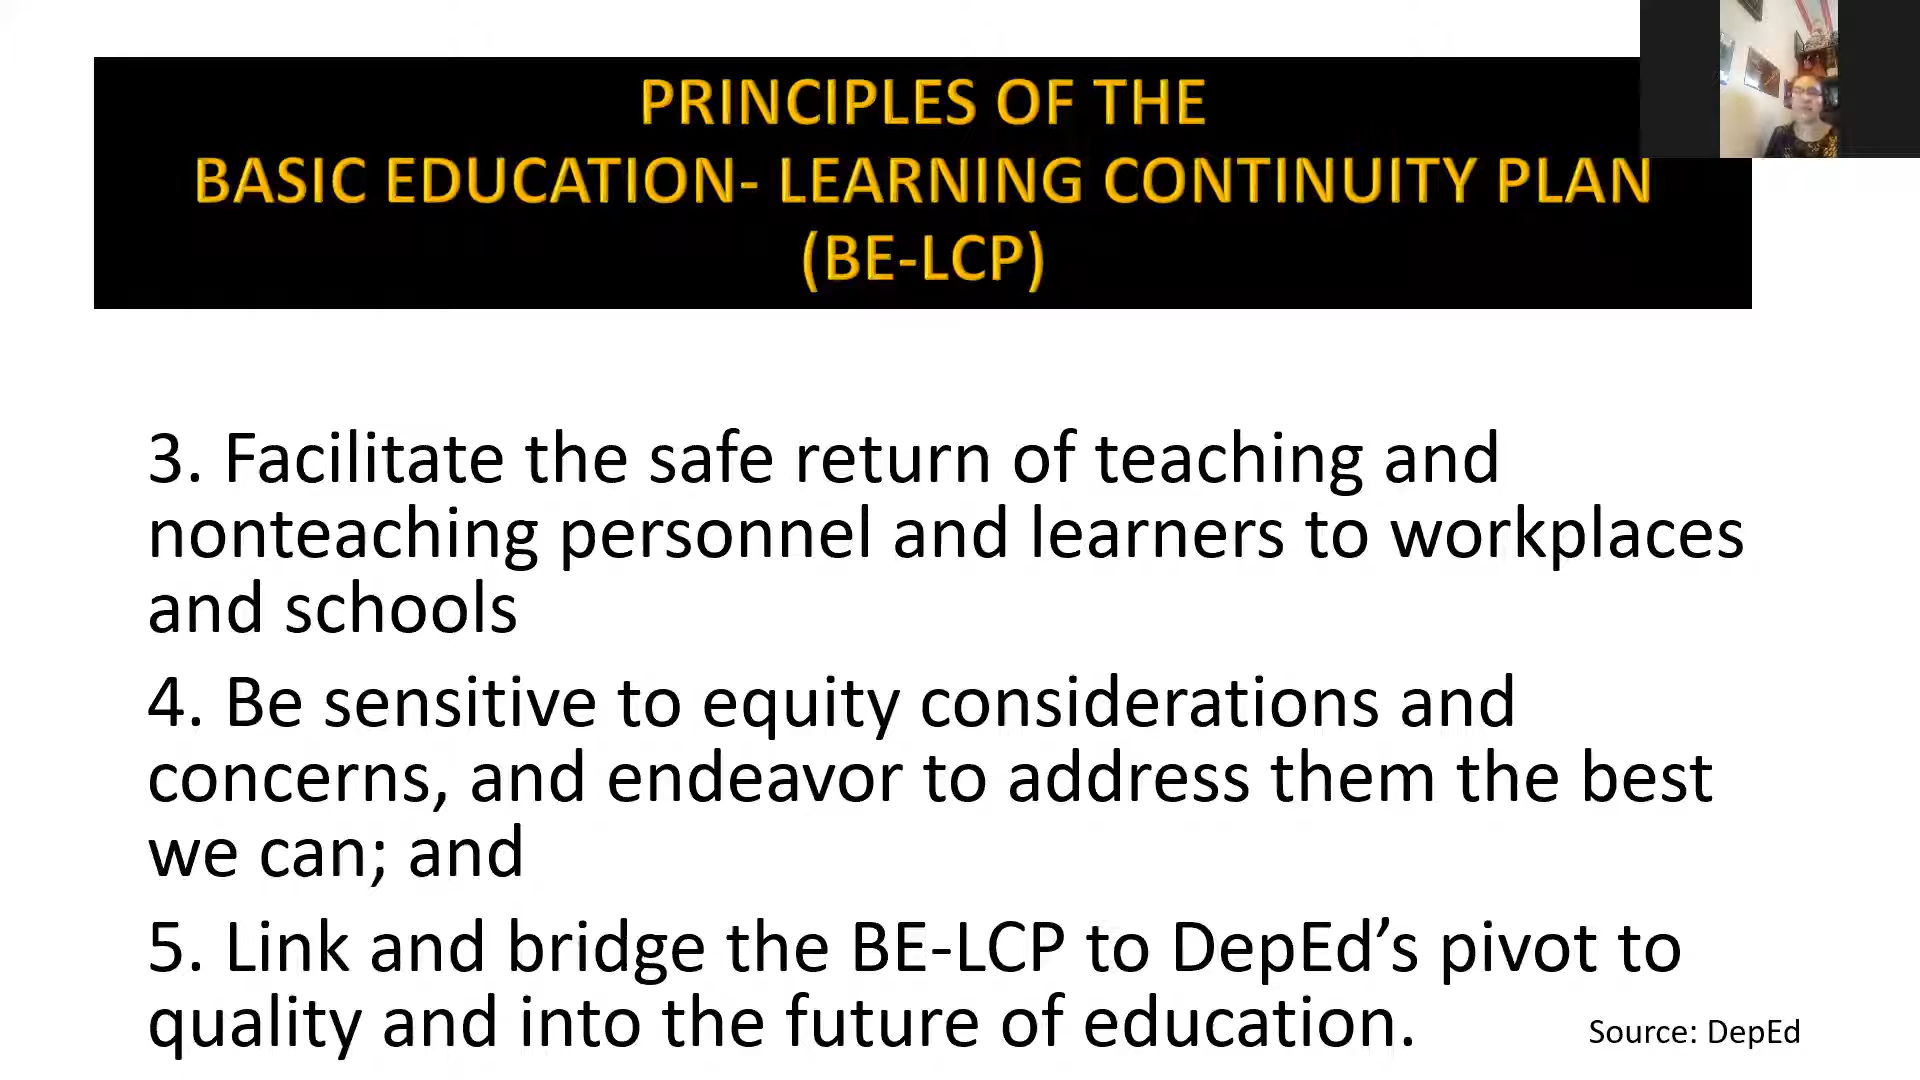 PRINCIPLES OF THE
BASIC EDUCATION- LEARNING CONTINUITY PLAN
(BE-LCP)
3. Facilitate the safe return of teaching and
nonteaching personnel and learners to workplaces
and schools
4. Be sensitive to equity considerations and
concerns, and endeavor to address them the best
we can; and
5. Link and bridge the BE-LCP to DepEd’s pivot to
quality and into the future of education.
Source: DepEd